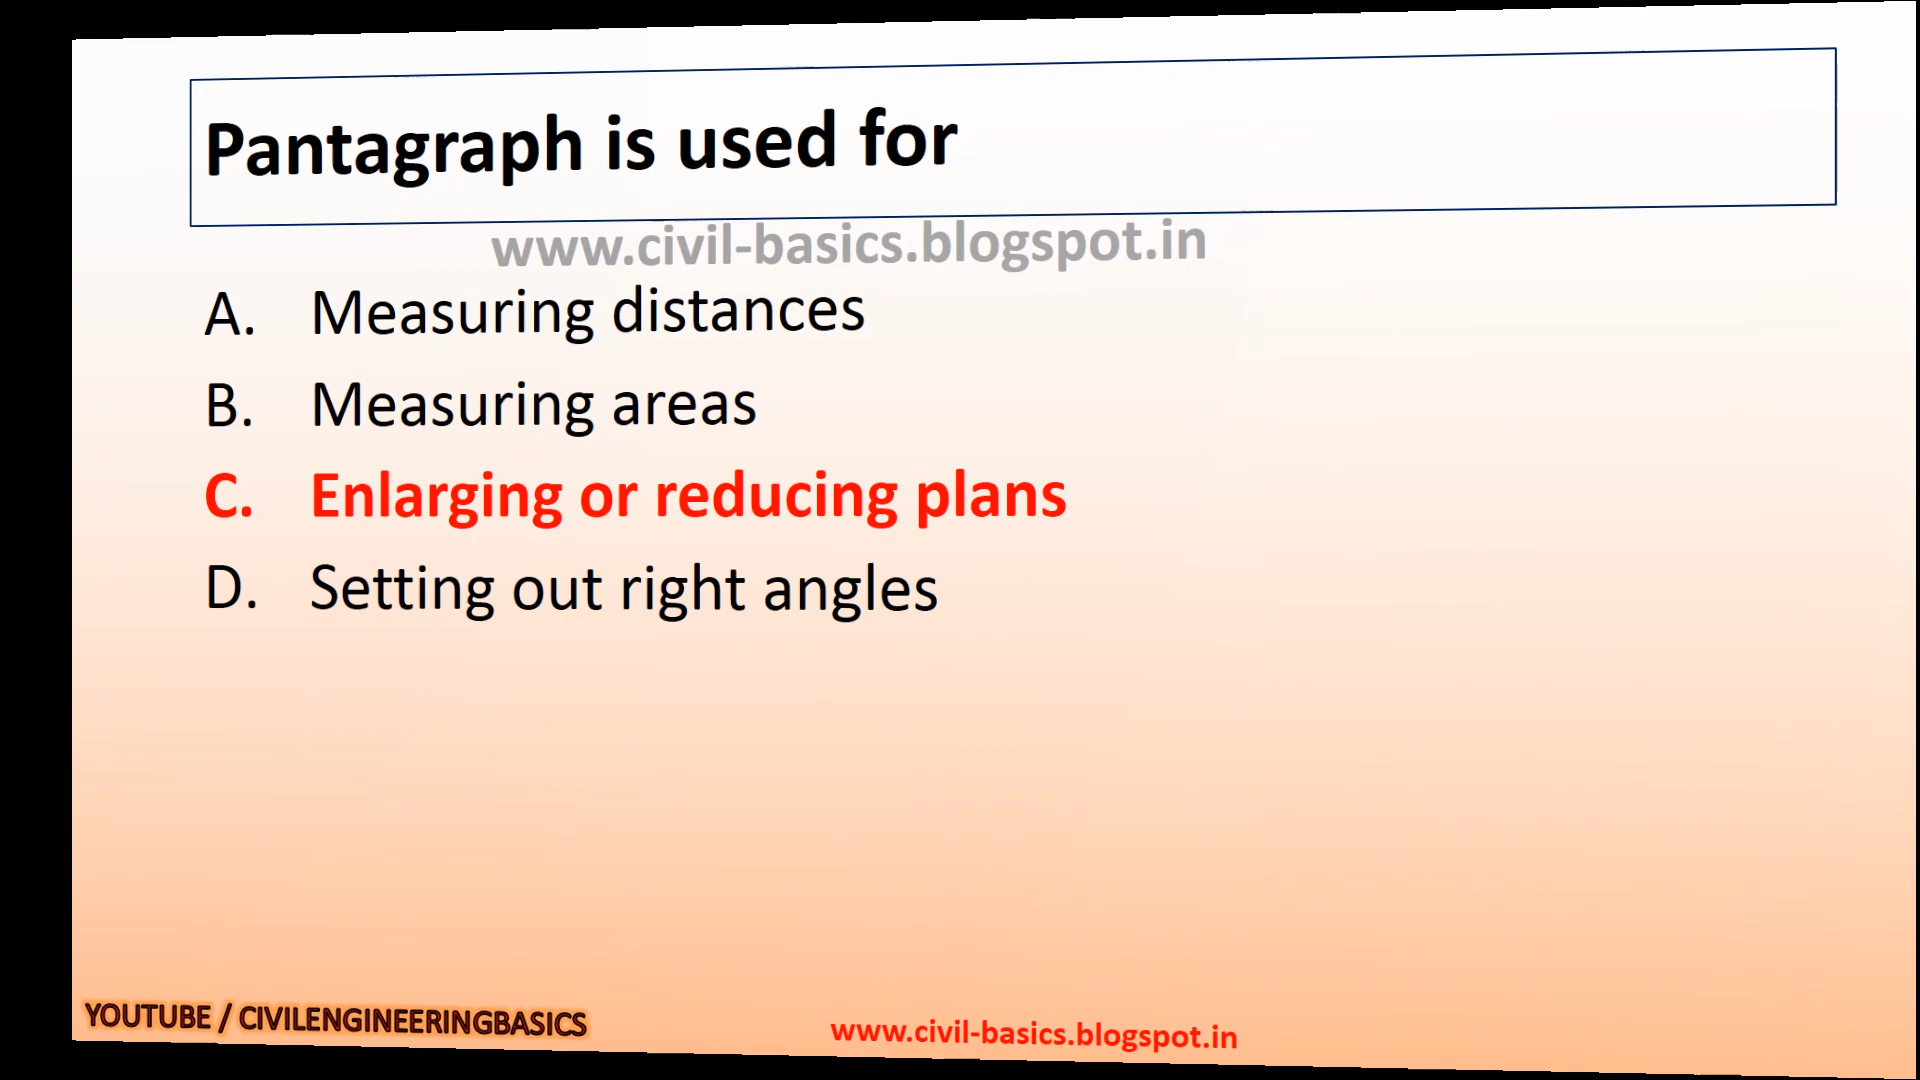 Pantagraph is used for
www.civil-basics.blogspot.in
A. Measuring distances
B. Measuring areas
C. Enlarging or reducing plans
D. Setting out right angles
YOUTUBE / CIVILENGINEERINGBASICS
www.civil-basics.blogspot.in